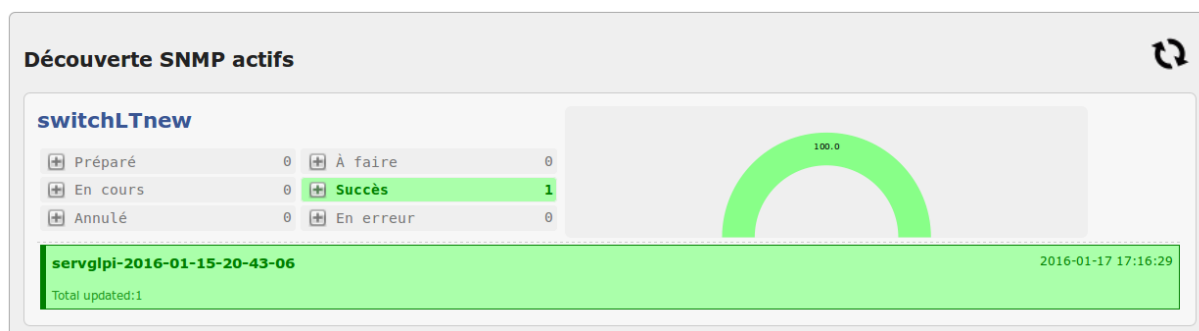 Découverte SNMP actifs
switchLTnew
Préparé 0 À faire 0
En cours 0 Succès 1
Annulé 0 En erreur 0
100.0
servglpi-2016-01-15-20-43-06 2016-01-17 17:16:29
Total updated:1